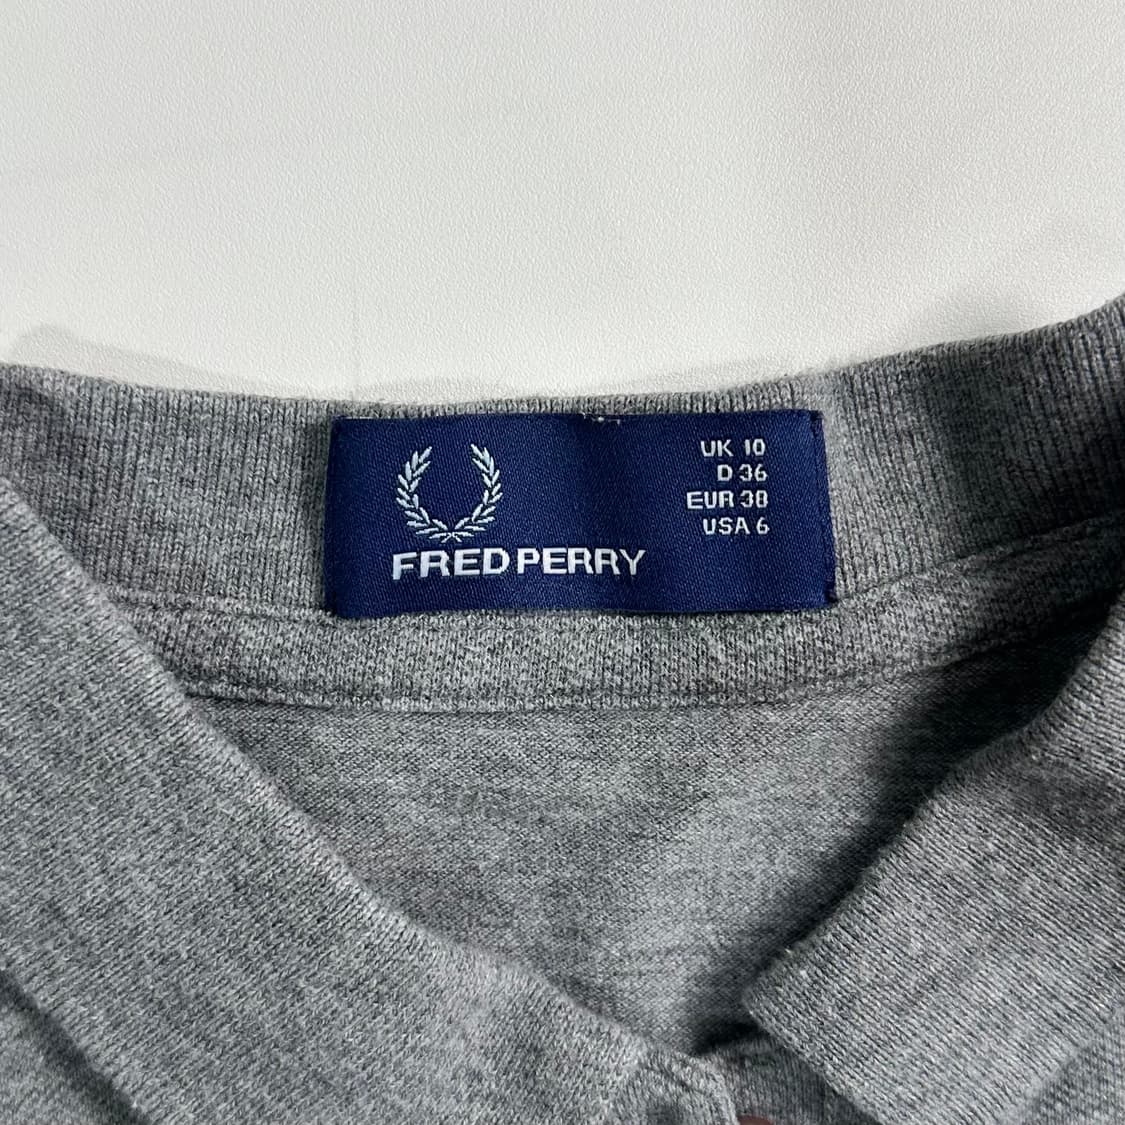 FRED PERRY
UK 10
D 36
EUR 38
USA 6